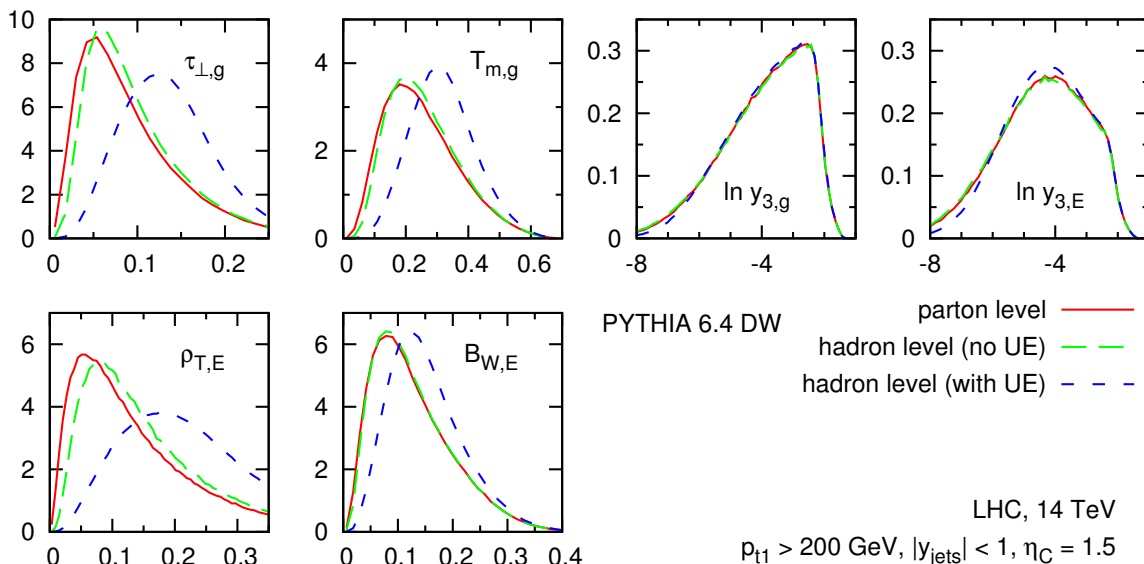 10
8
6
4
2
0
0 0.1 0.2
τ⊥,g
4
2
0
0 0.2 0.4 0.6
Tm,g
0.3
0.2
0.1
0
-8 -4
ln y3,g
0.3
0.2
0.1
0
-8 -4
ln y3,E
6
4
2
0
0 0.1 0.2 0.3
ρT,E
6
4
2
0
0 0.1 0.2 0.3 0.4
BW,E
PYTHIA 6.4 DW
parton level
hadron level (no UE)
hadron level (with UE)
LHC, 14 TeV
pt1 > 200 GeV, |yjets| < 1, ηC = 1.5